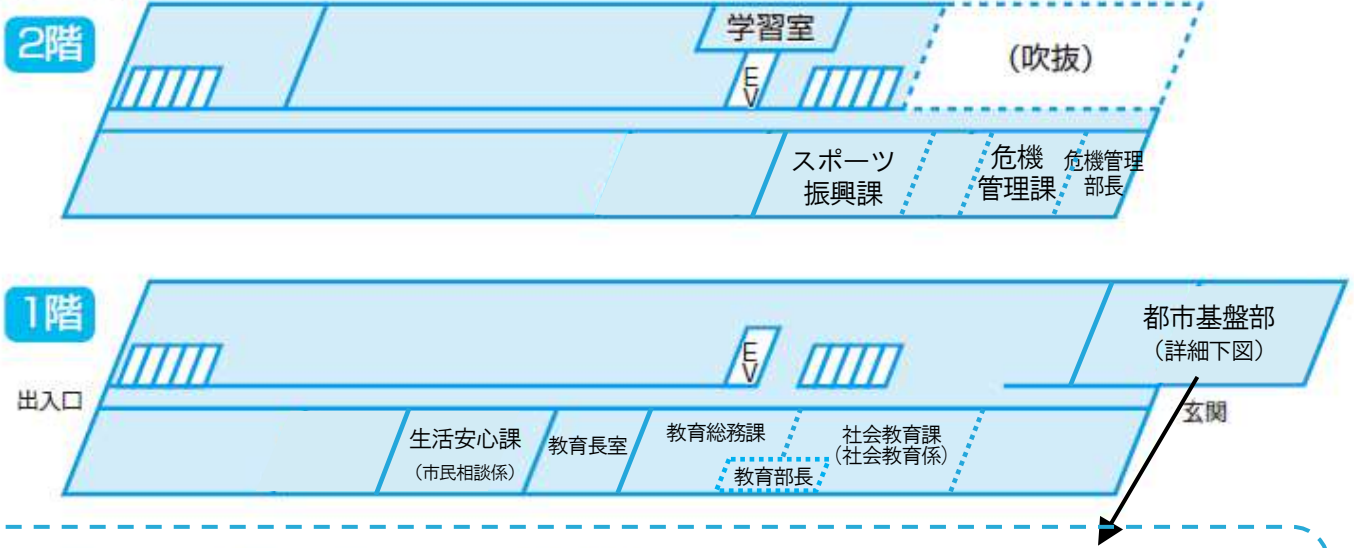 2階
学習室
(吹抜)
EV
スポーツ
振興課
危機
管理課
危機管理
部長
1階
都市基盤部
(詳細下図)
EV
出入口
玄関
生活安心課
(市民相談係)
教育長室
教育総務課
教育部長
社会教育課
(社会教育係)